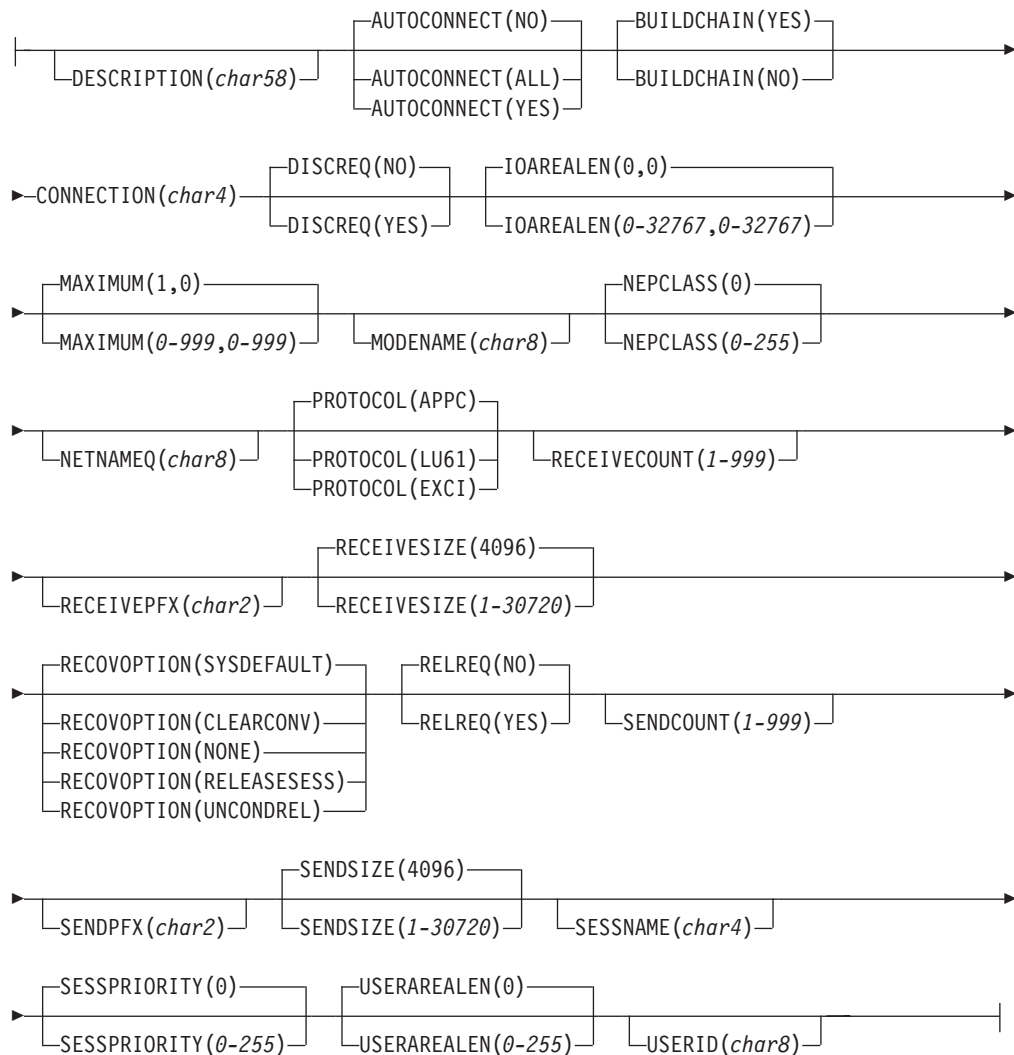 AUTOCONNECT(NO) BUILDCHAIN(YES)
DESCRIPTION(char58) AUTOCONNECT(ALL) BUILDCHAIN(NO)
AUTOCONNECT(YES)
DISCREQ(NO) IOAREALEN(0,0)
CONNECTION(char4)
DISCREQ(YES) IOAREALEN(0-32767,0-32767)
MAXIMUM(1,0) NEPCLASS(0)
MAXIMUM(0-999,0-999) MODENAME(char8) NEPCLASS(0-255)
PROTOCOL(APPC)
NETNAMEQ(char8) PROTOCOL(LU61) RECEIVECOUNT(1-999)
PROTOCOL(EXCI)
RECEIVESIZE(4096)
RECEIVEPFX(char2) RECEIVESIZE(1-30720)
RECOVOPTION(SYSDEFAULT) RELREQ(NO)
RECOVOPTION(CLEARCONV) RELREQ(YES) SENDCOUNT(1-999)
RECOVOPTION(NONE)
RECOVOPTION(RELEASESESS)
RECOVOPTION(UNCONDREL)
SENDSIZE(4096)
SENDPFX(char2) SENDSIZE(1-30720) SESSNAME(char4)
SESSPRIORITY(0) USERAREALEN(0)
SESSPRIORITY(0-255) USERAREALEN(0-255) USERID(char8)